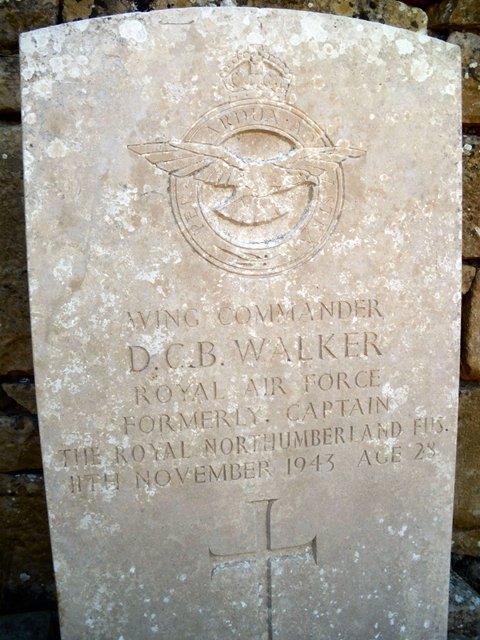 PER ARDUA AD ASTRA
WING COMMANDER
D.C.B. WALKER
ROYAL AIR FORCE
FORMERLY. CAPTAIN
THE ROYAL NORTHUMBERLAND FUS.
11TH NOVEMBER 1943 AGE 28